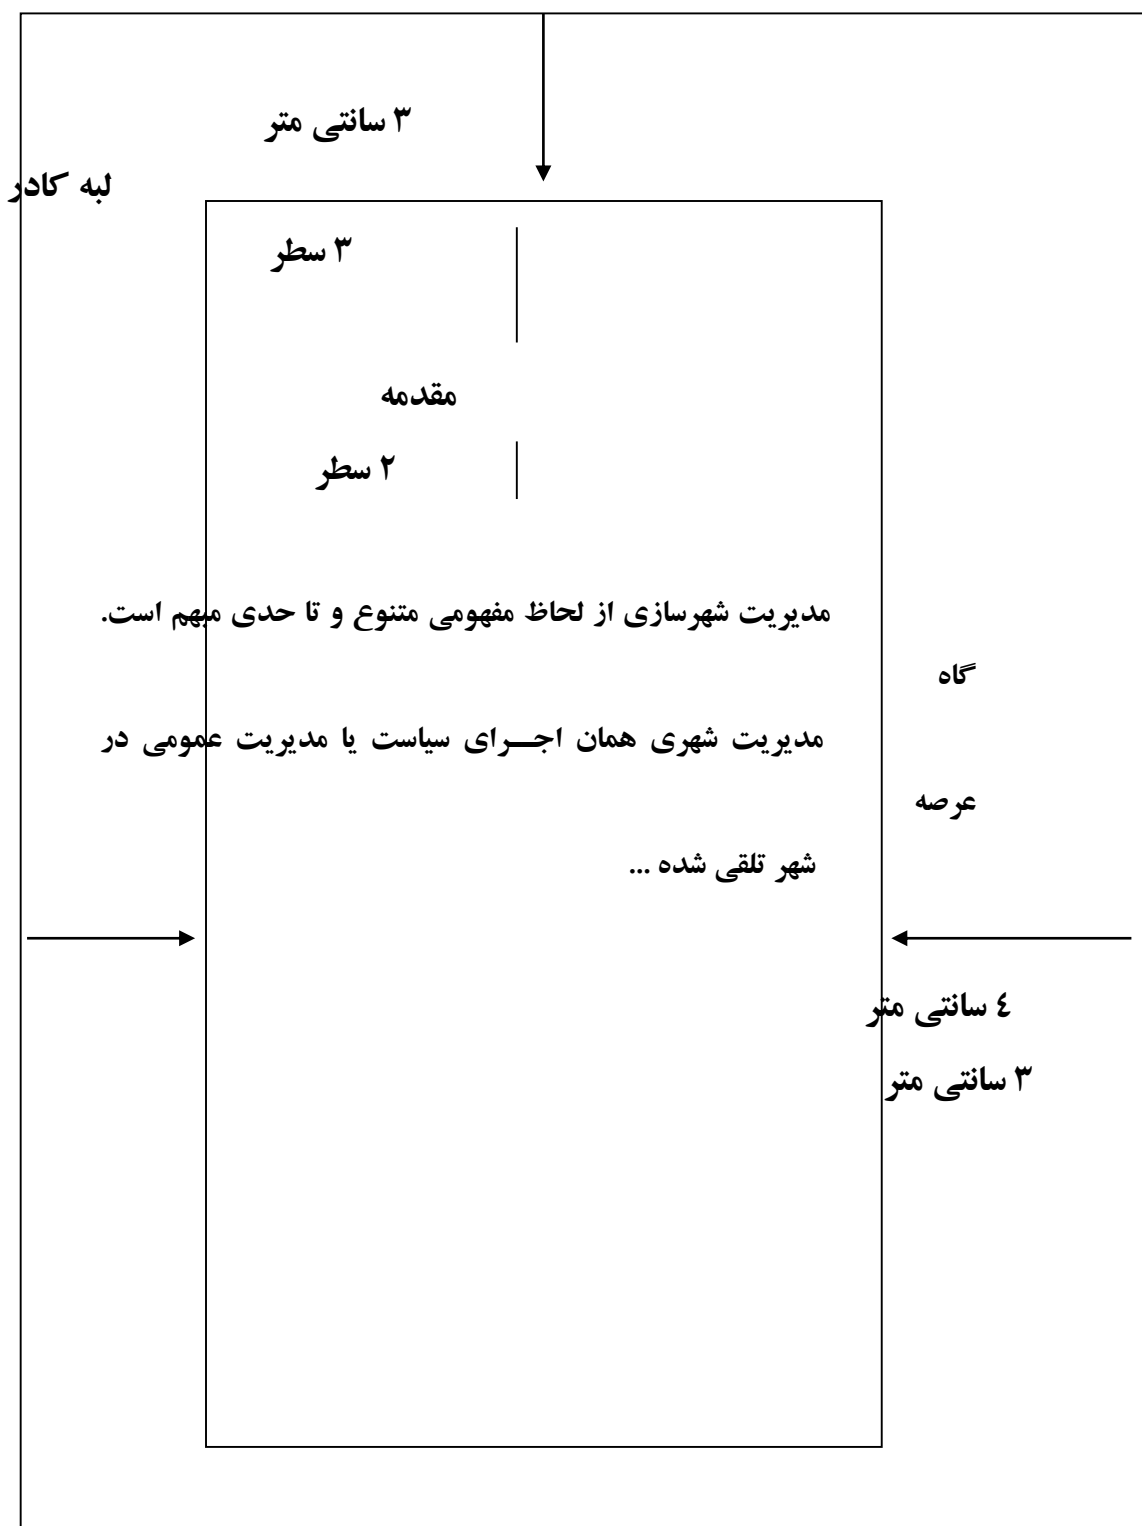 ۳ سانتی متر
لبه کادر
۳ سطر
مقدمه
۲ سطر
مدیریت شهرسازی از لحاظ مفهومی متنوع و تا حدی مبهم است.
گاه
مدیریت شهری همان اجــرای سیاست یا مدیریت عمومی در
عرصه
شهر تلقی شده ...
٤ سانتی متر
۳ سانتی متر